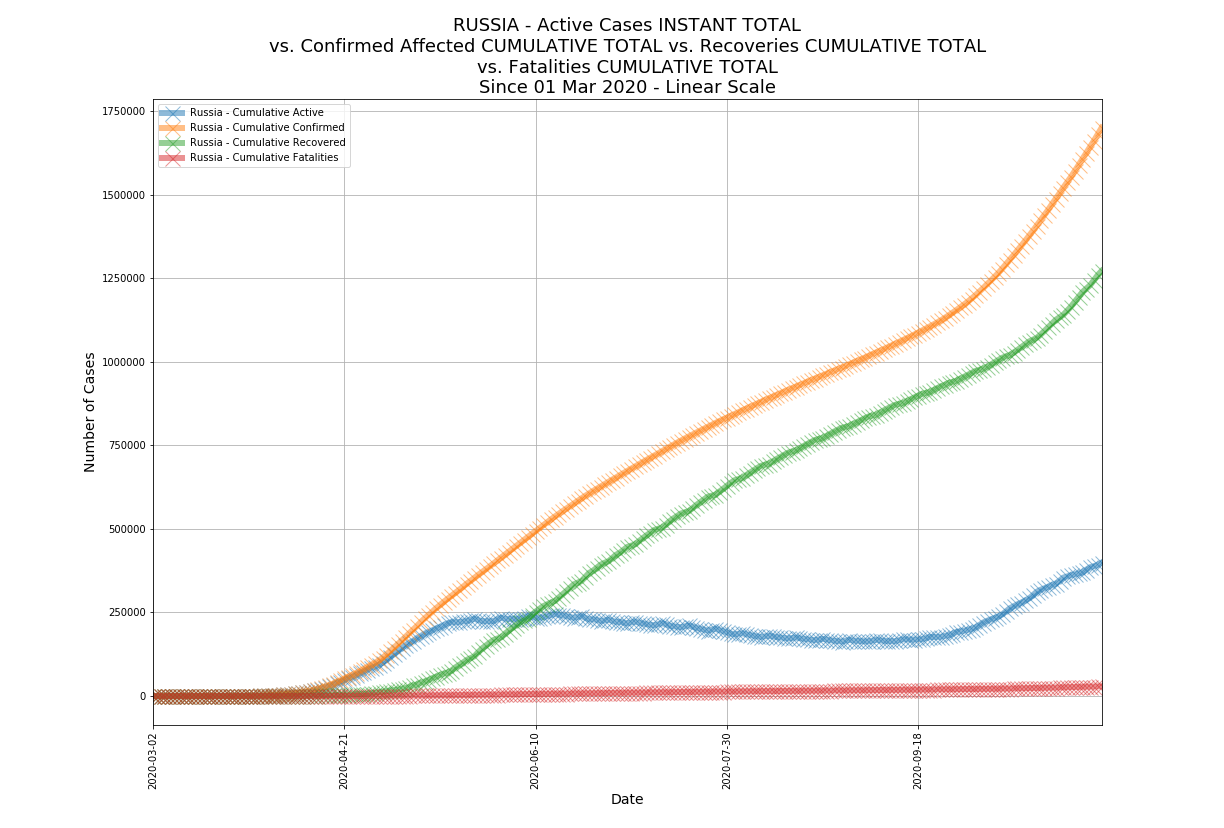 RUSSIA - Active Cases INSTANT TOTAL
vs. Confirmed Affected CUMULATIVE TOTAL vs. Recoveries CUMULATIVE TOTAL
vs. Fatalities CUMULATIVE TOTAL
Since 01 Mar 2020 - Linear Scale
Russia - Cumulative Active
Russia - Cumulative Confirmed
Russia - Cumulative Recovered
Russia - Cumulative Fatalities
Number of Cases
1750000
1500000
1250000
1000000
750000
500000
250000
0
2020-03-02
2020-04-21
2020-06-10
2020-07-30
2020-09-18
Date